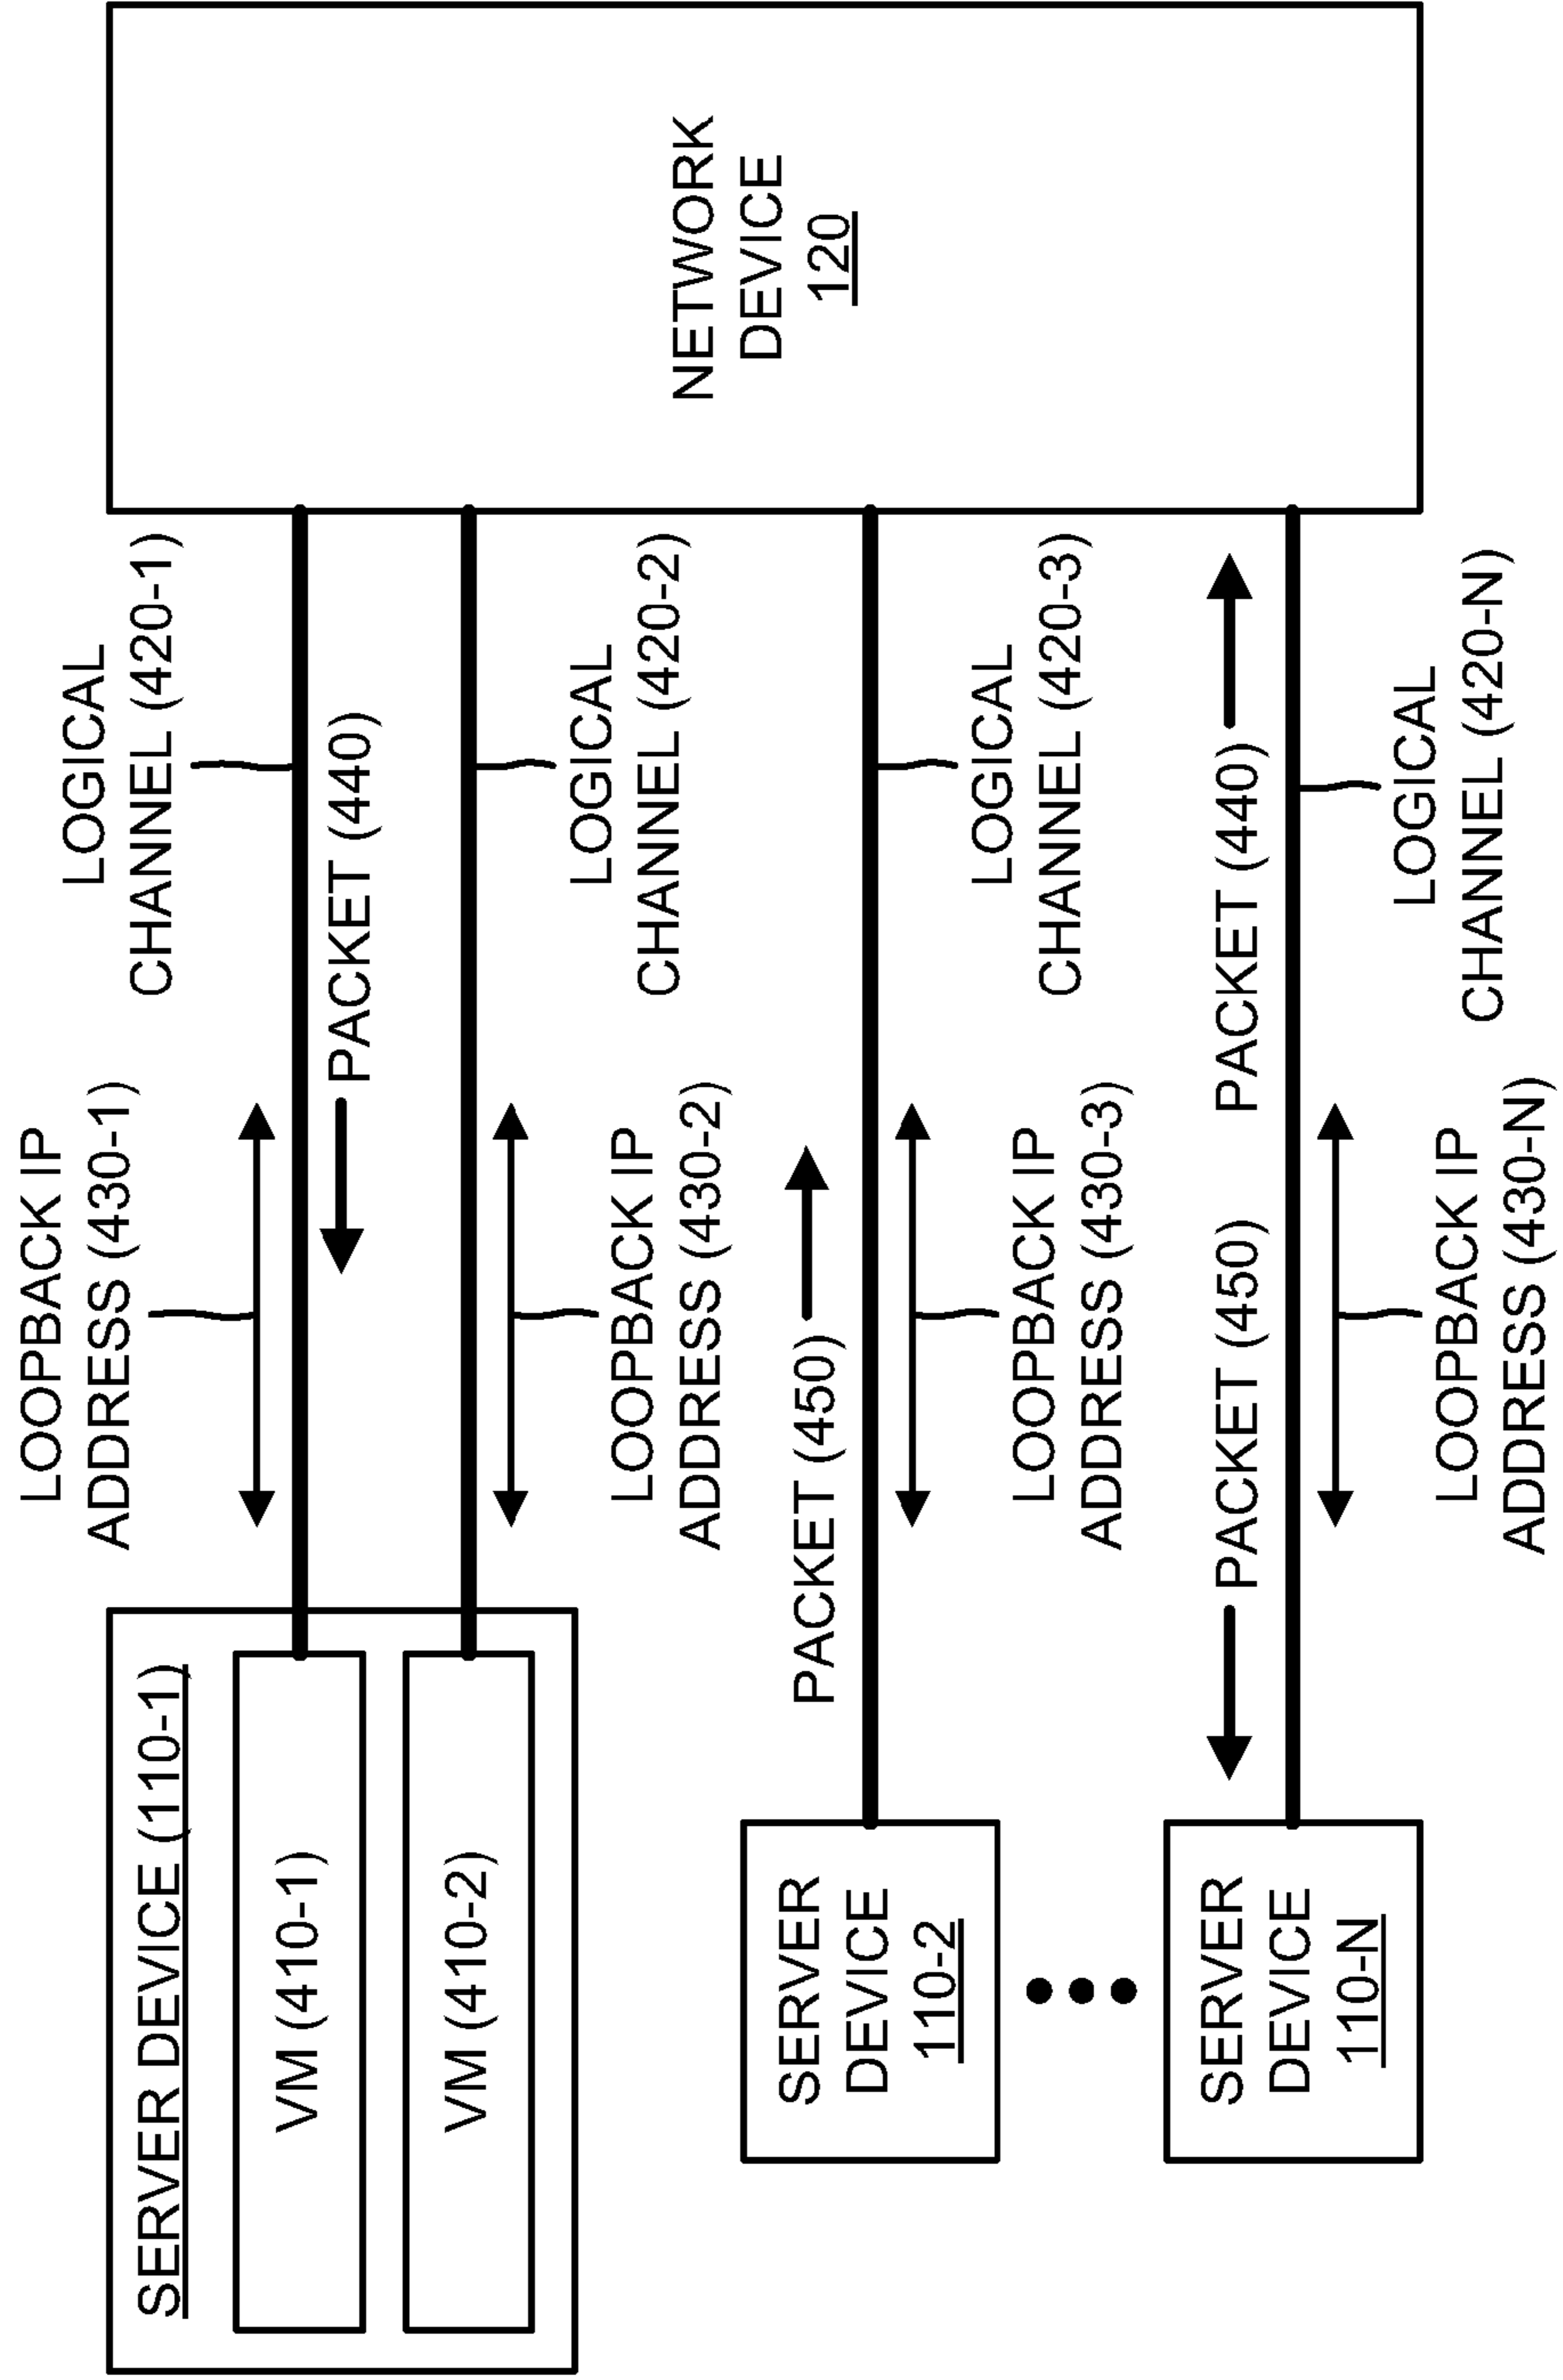 LOOPBACK IP
ADDRESS (430-1)
LOGICAL
CHANNEL (420-1)
SERVER DEVICE (110-1)
VM (410-1)
PACKET (440)
VM (410-2)
LOOPBACK IP
ADDRESS (430-2)
LOGICAL
CHANNEL (420-2)
NETWORK
DEVICE
120
PACKET (450)
SERVER
DEVICE
110-2
LOOPBACK IP
ADDRESS (430-3)
LOGICAL
CHANNEL (420-3)
PACKET (450)
PACKET (440)
SERVER
DEVICE
110-N
LOOPBACK IP
ADDRESS (430-N)
LOGICAL
CHANNEL (420-N)